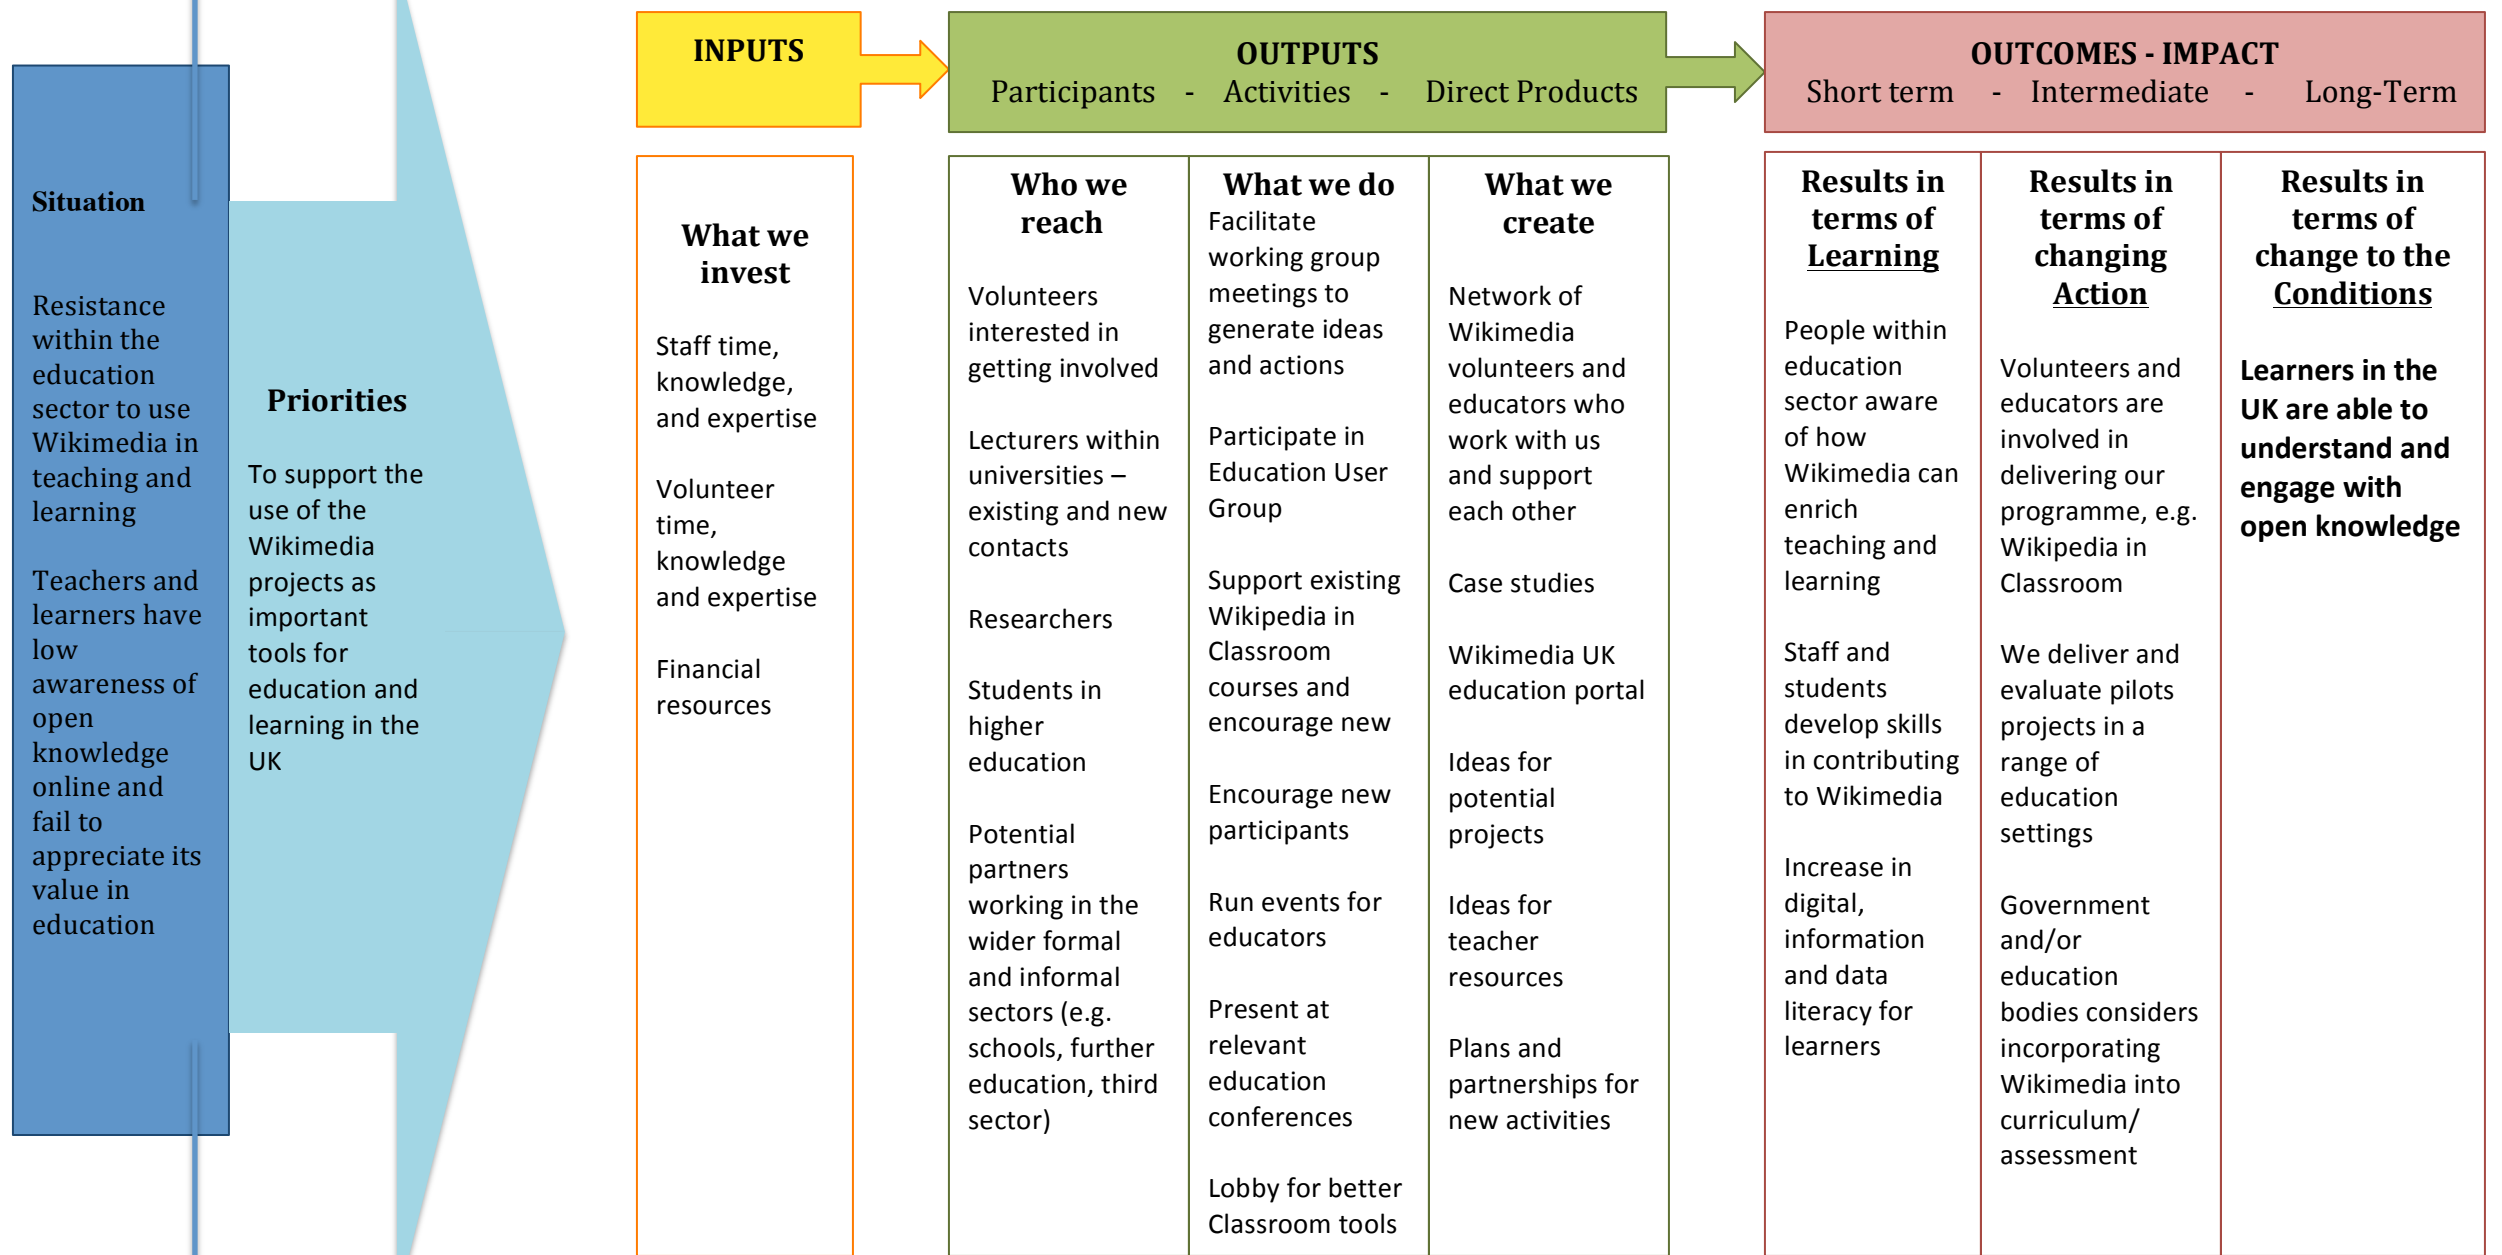 Situation
Resistance
within the
education
sector to use
Wikimedia in
teaching and
learning
Teachers and
learners have
low
awareness of
open
knowledge
online and
fail to
appreciate its
value in
education
Priorities
To support the
use of the
Wikimedia
projects as
important
tools for
education and
learning in the
UK
INPUTS
What we
invest
Staff time,
knowledge,
and expertise
Volunteer
time,
knowledge
and expertise
Financial
resources
OUTPUTS
Participants - Activities - Direct Products
Who we
reach
Volunteers
interested in
getting involved
Lecturers within
universities –
existing and new
contacts
Researchers
Students in
higher
education
Potential
partners
working in the
wider formal
and informal
sectors (e.g.
schools, further
education, third
sector)
What we do
Facilitate
working group
meetings to
generate ideas
and actions
Participate in
Education User
Group
Support existing
Wikipedia in
Classroom
courses and
encourage new
Encourage new
participants
Run events for
educators
Present at
relevant
education
conferences
Lobby for better
Classroom tools
What we
create
Network of
Wikimedia
volunteers and
educators who
work with us
and support
each other
Case studies
Wikimedia UK
education portal
Ideas for
potential
projects
Ideas for
teacher
resources
Plans and
partnerships for
new activities
OUTCOMES - IMPACT
Short term - Intermediate - Long-Term
Results in
terms of
Learning
People within
education
sector aware
of how
Wikimedia can
enrich
teaching and
learning
Staff and
students
develop skills
in contributing
to Wikimedia
Increase in
digital,
information
and data
literacy for
learners
Results in
terms of
changing
Action
Volunteers and
educators are
involved in
delivering our
programme, e.g.
Wikipedia in
Classroom
We deliver and
evaluate pilots
projects in a
range of
education
settings
Government
and/or
education
bodies considers
incorporating
Wikimedia into
curriculum/
assessment
Results in
terms of
change to the
Conditions
Learners in the
UK are able to
understand and
engage with
open knowledge